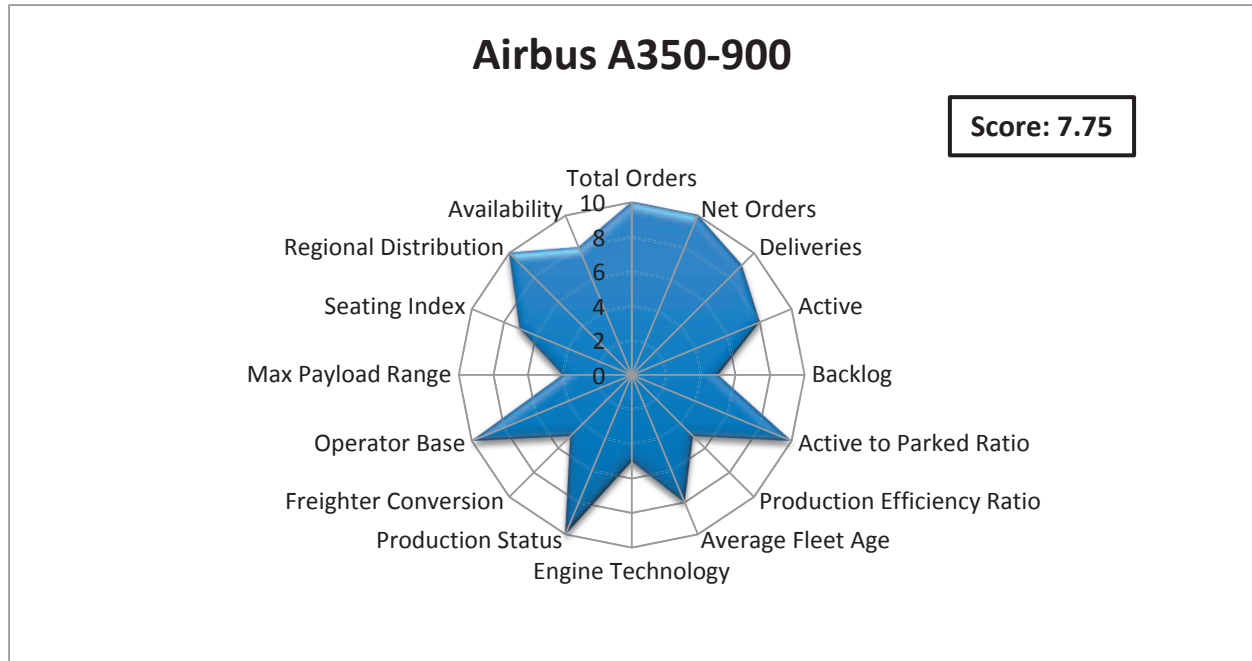 Airbus A350-900
Score: 7.75
Total Orders
Net Orders
Deliveries
Active
Backlog
Active to Parked Ratio
Production Efficiency Ratio
Average Fleet Age
Engine Technology
Production Status
Freighter Conversion
Operator Base
Max Payload Range
Seating Index
Regional Distribution
Availability
10
8
6
4
2
0